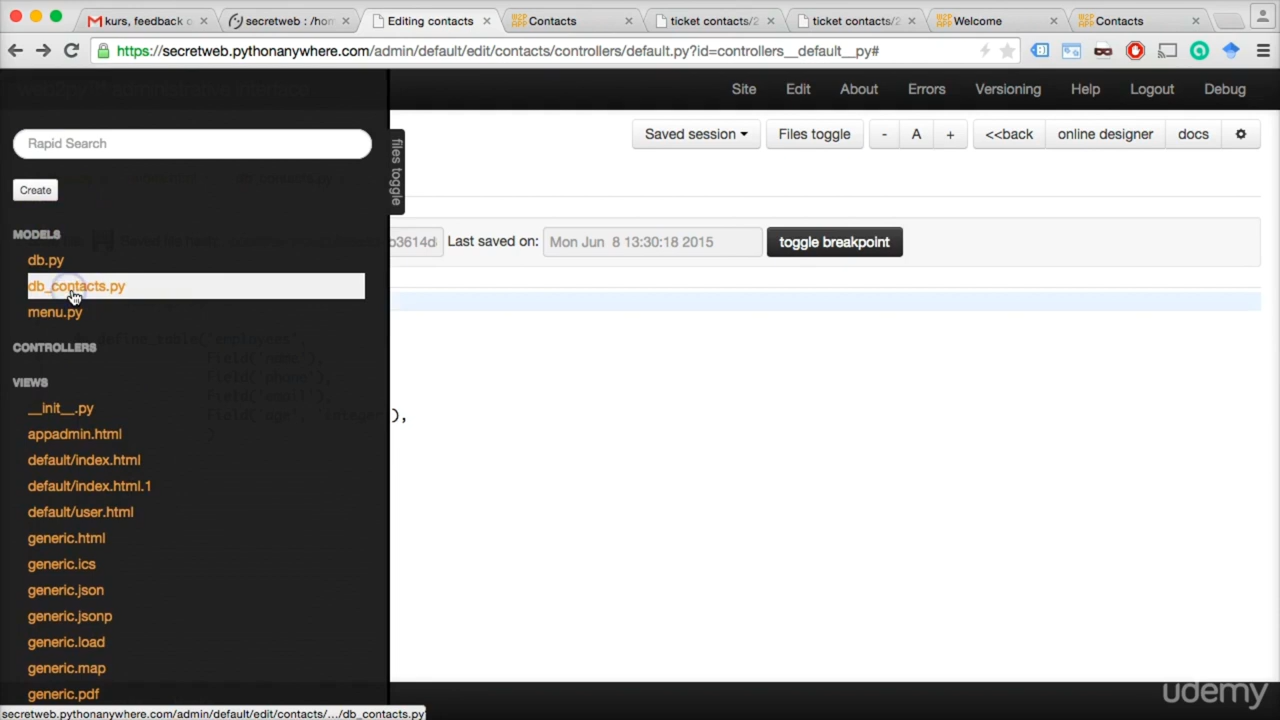 kurs, feedback
secretweb : /hom
Editing contacts
Contacts
ticket contacts/2
ticket contacts/2
Welcome
Contacts
https://secretweb.pythonanywhere.com/admin/default/edit/contacts/controllers/default.py?id=controllers__default__py#
web2py™ administrative interface
Site Edit About Errors Versioning Help Logout Debug
Rapid Search
files toggle
Saved session Files toggle - A + <<back online designer docs
Create
MODELS
Last saved on: Mon Jun 8 13:30:18 2015 toggle breakpoint
db.py
db_contacts.py
menu.py
CONTROLLERS
VIEWS
__init__.py
appadmin.html
default/index.html
default/index.html.1
default/user.html
generic.html
generic.ics
generic.json
generic.jsonp
generic.load
generic.map
generic.pdf
secretweb.pythonanywhere.com/admin/default/edit/contacts/.../db_contacts.py
udemy